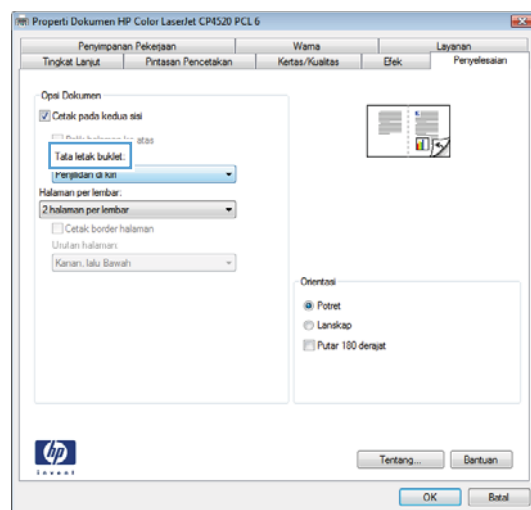 Properti Dokumen HP Color LaserJet CP4520 PCL 6
Penyimpanan Pekerjaan
Warna
Layanan
Tingkat Lanjut
Pintasan Pencetakan
Kertas/Kualitas
Efek
Penyelesaian
Opsi Dokumen
Cetak pada kedua sisi
atas
Tata letak buklet:
Penjilidan di kiri
Halaman per lembar:
2 halaman per lembar
Cetak border halaman
Urutan halaman:
Kanan, lalu Bawah
Orientasi
Potret
Lanskap
Putar 180 derajat
hp
invent
Tentang...
Bantuan
OK
Batal